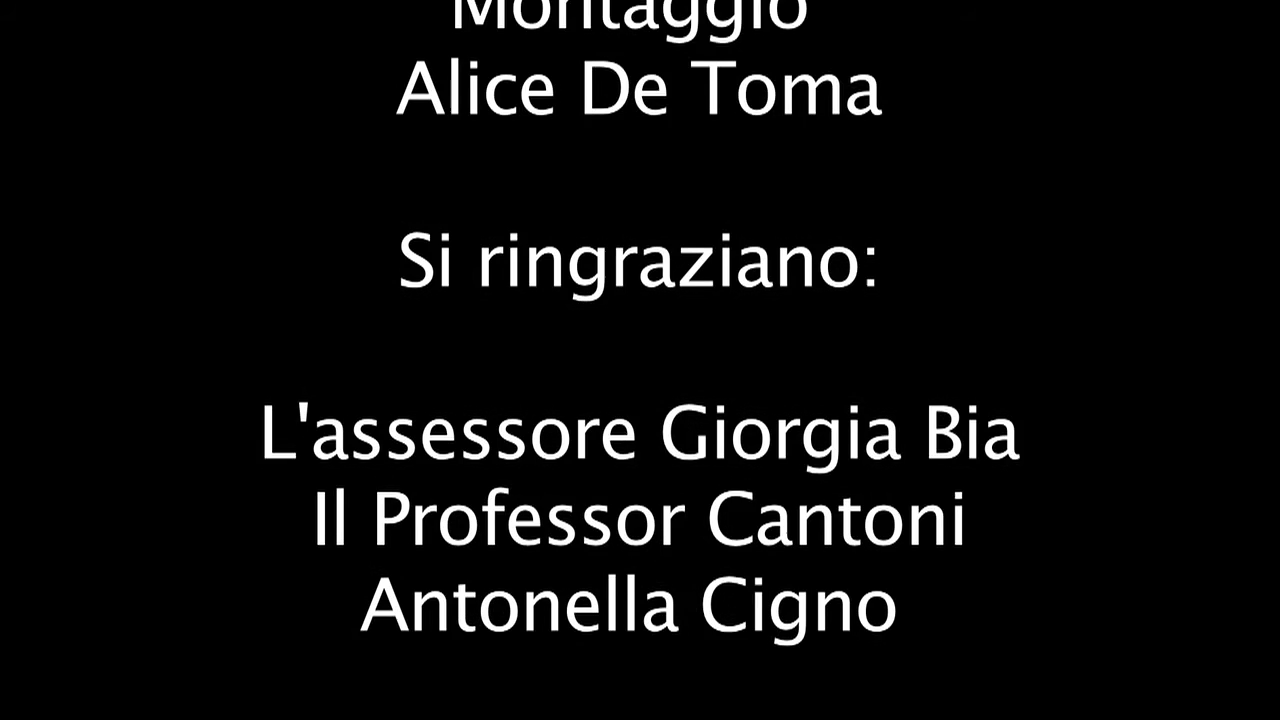 Montaggio
Alice De Toma
Si ringraziano:
L'assessore Giorgia Bia
Il Professor Cantoni
Antonella Cigno